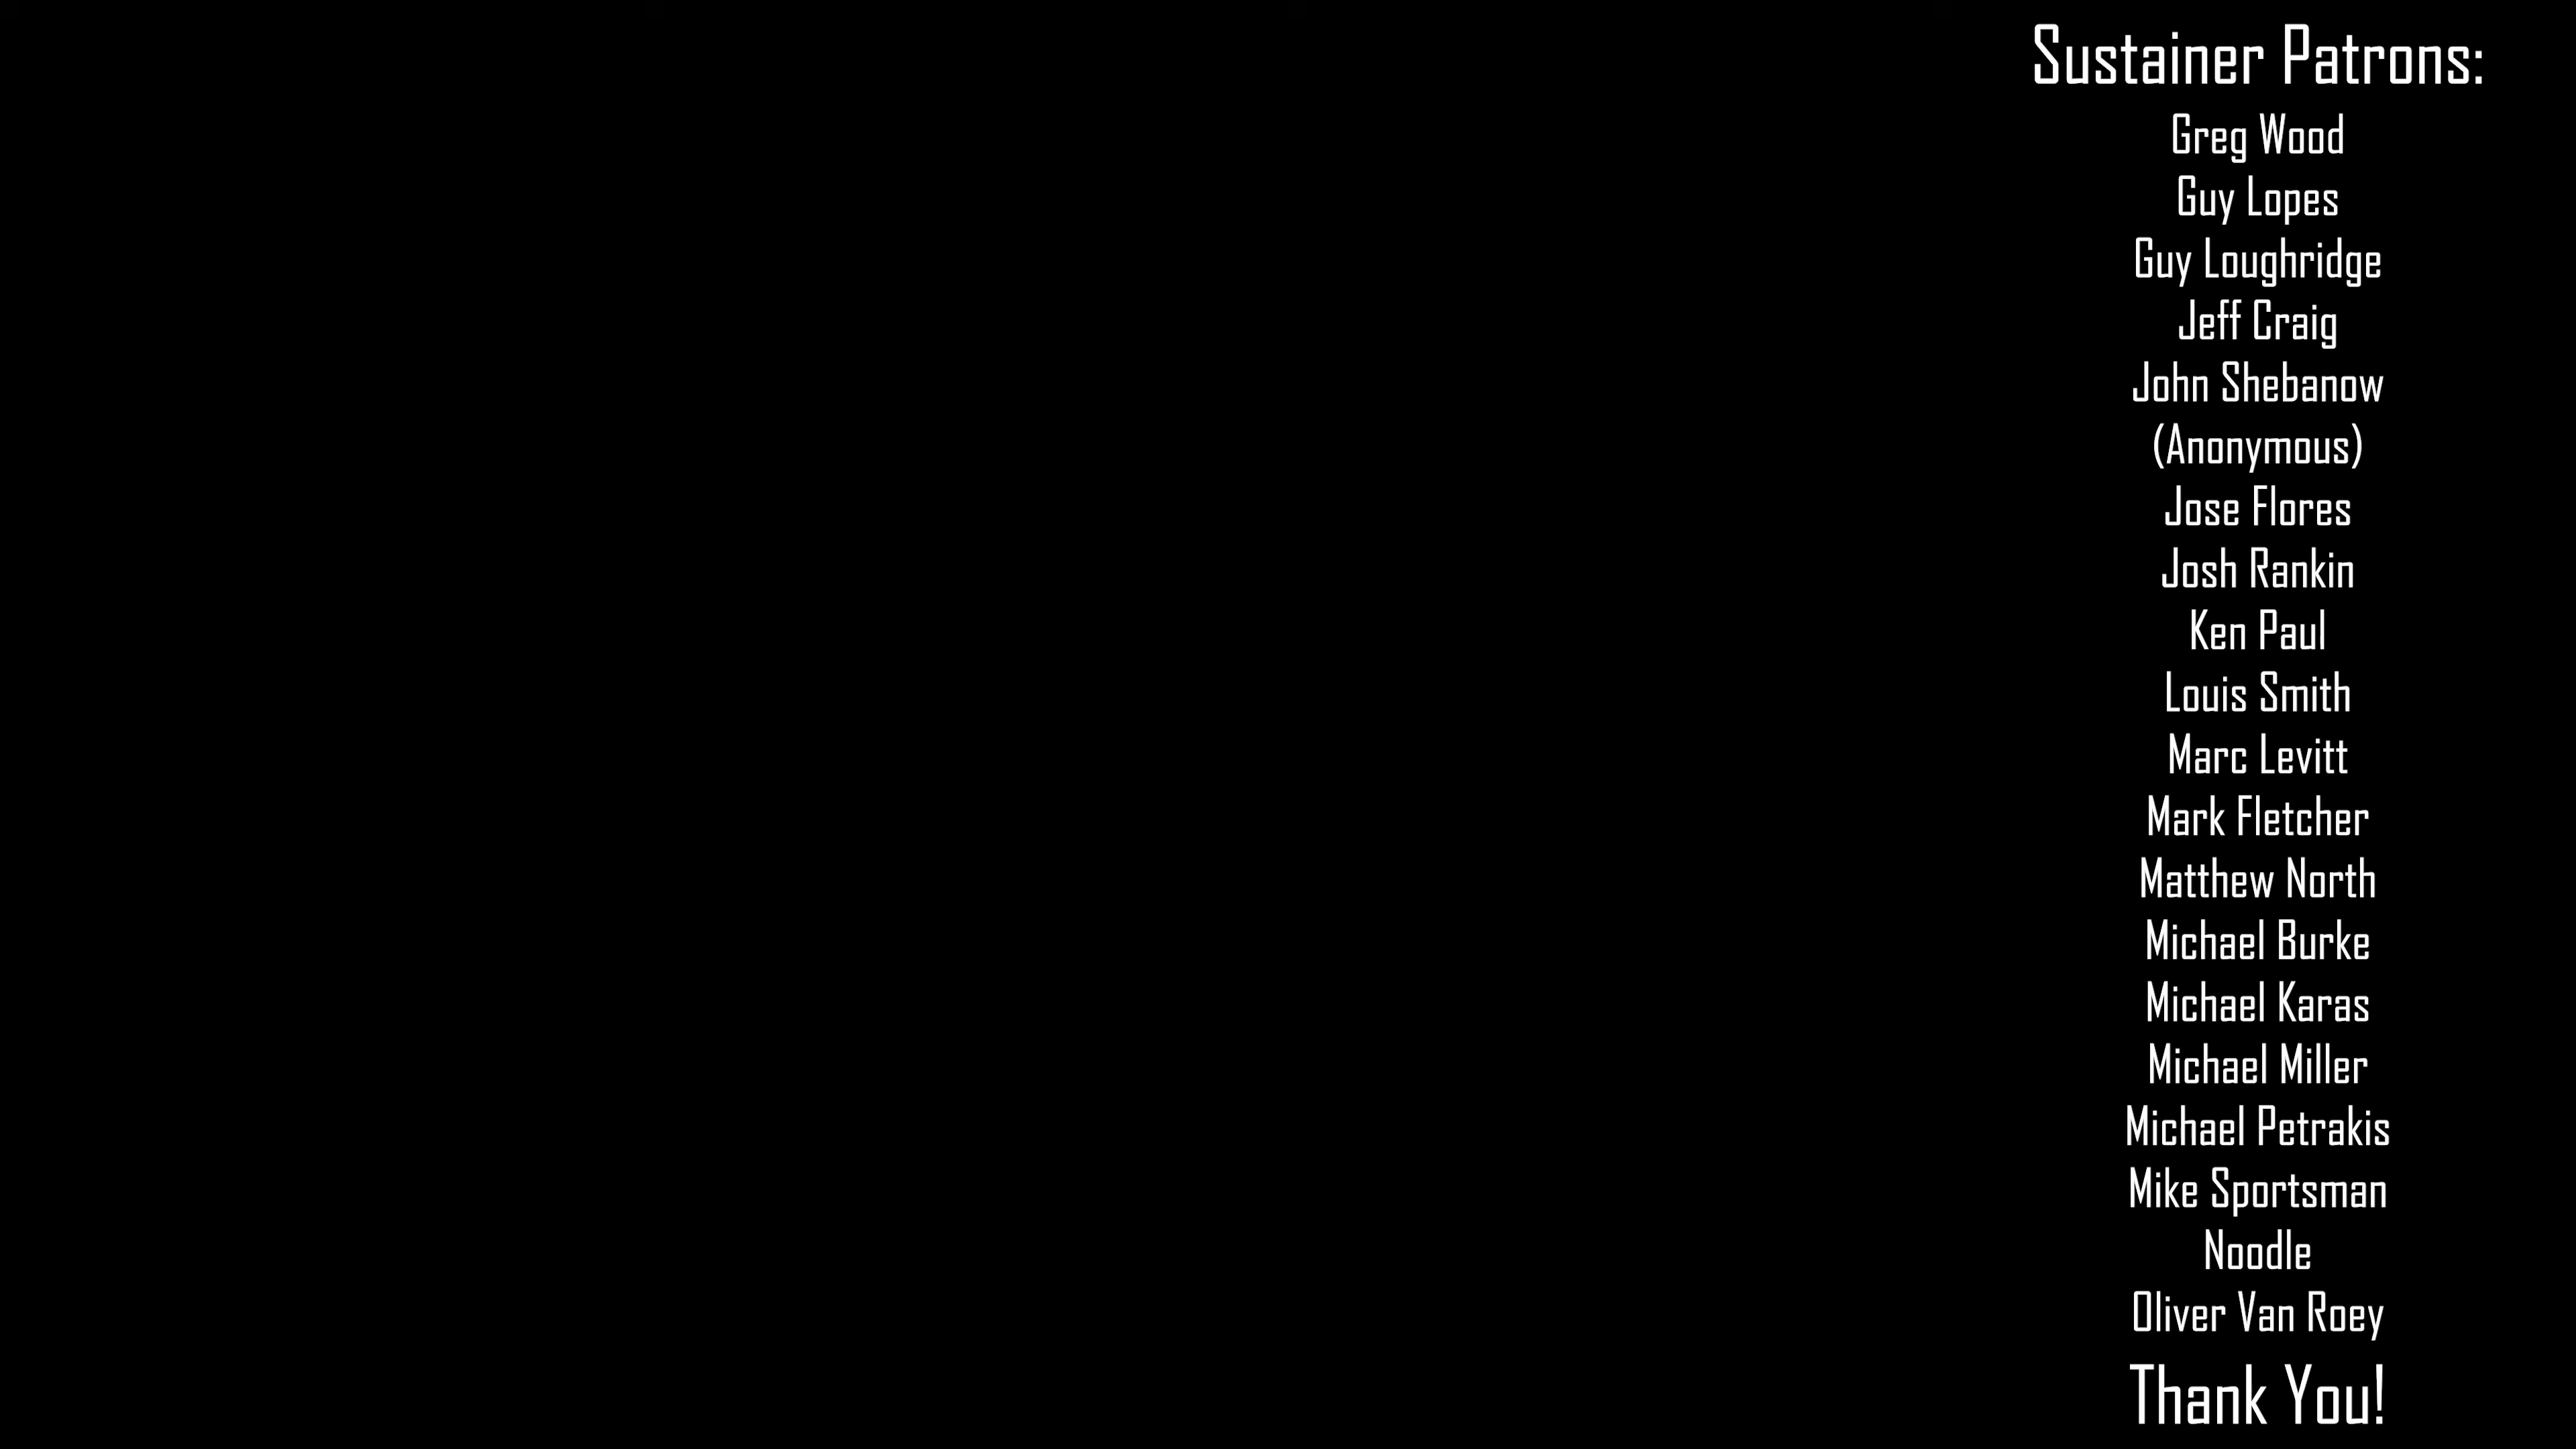 Sustainer Patrons:
Greg Wood
Guy Lopes
Guy Loughridge
Jeff Craig
John Shebanow
(Anonymous)
Jose Flores
Josh Rankin
Ken Paul
Louis Smith
Marc Levitt
Mark Fletcher
Matthew North
Michael Burke
Michael Karas
Michael Miller
Michael Petrakis
Mike Sportsman
Noodle
Oliver Van Roey
Thank You!